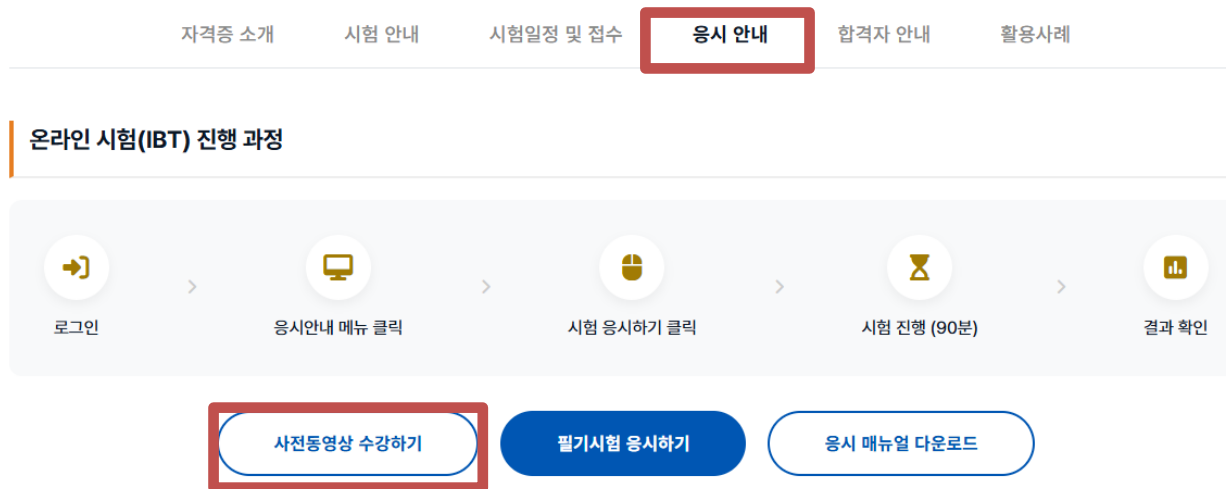 자격증 소개 시험 안내 시험일정 및 접수 응시 안내 합격자 안내 활용사례
온라인 시험(IBT) 진행 과정
로그인 응시안내 메뉴 클릭 시험 응시하기 클릭 시험 진행 (90분) 결과 확인
사전동영상 수강하기 필기시험 응시하기 응시 매뉴얼 다운로드